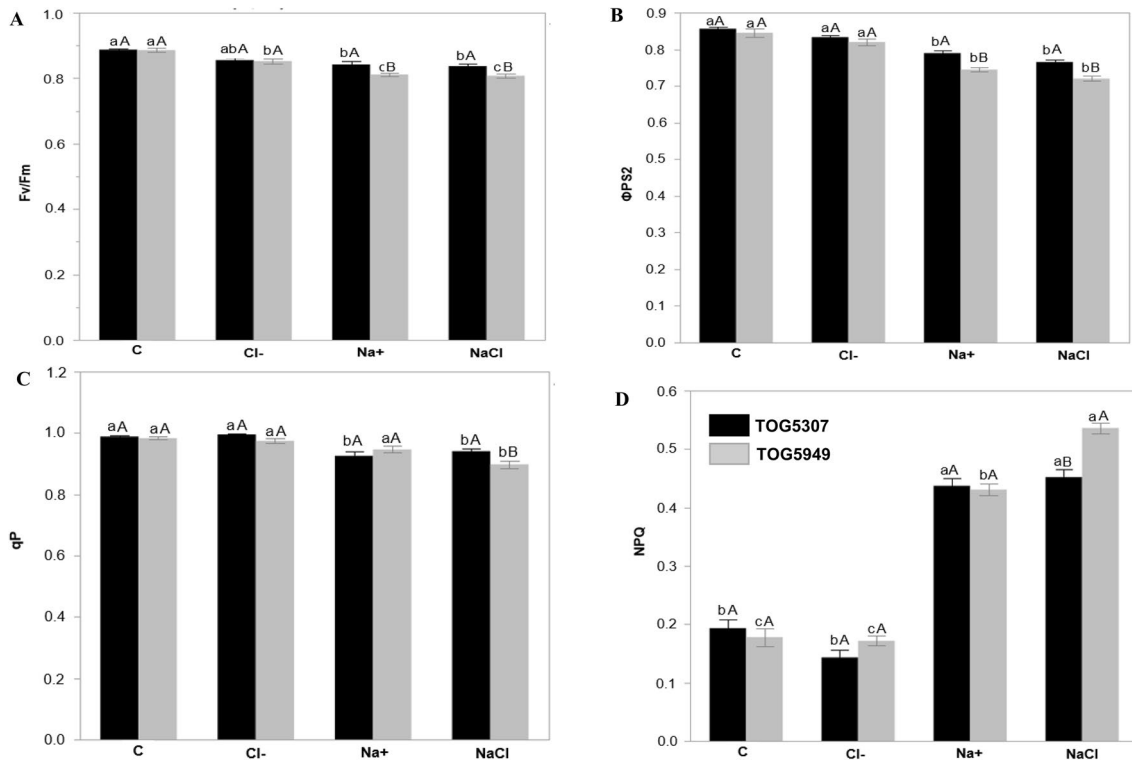 A
1.0
0.8
0.6
0.4
0.2
0.0
Fv/Fm
aA aA
abA bA
bA cB
bA cB
C Cl- Na+ NaCl
B
0.9
0.8
0.7
0.6
0.5
0.4
0.3
0.2
0.1
0.0
ΦPS2
aA aA
aA aA
bA bB
bA bB
C Cl- Na+ NaCl
C
1.2
1.0
0.8
0.6
0.4
0.2
0.0
qP
aA aA
aA aA
bA aA
bA bB
C Cl- Na+ NaCl
D
0.6
0.5
0.4
0.3
0.2
0.1
0.0
NPQ
TOG5307
TOG5949
bA cA
bA cA
aA bA
aB aA
C Cl- Na+ NaCl